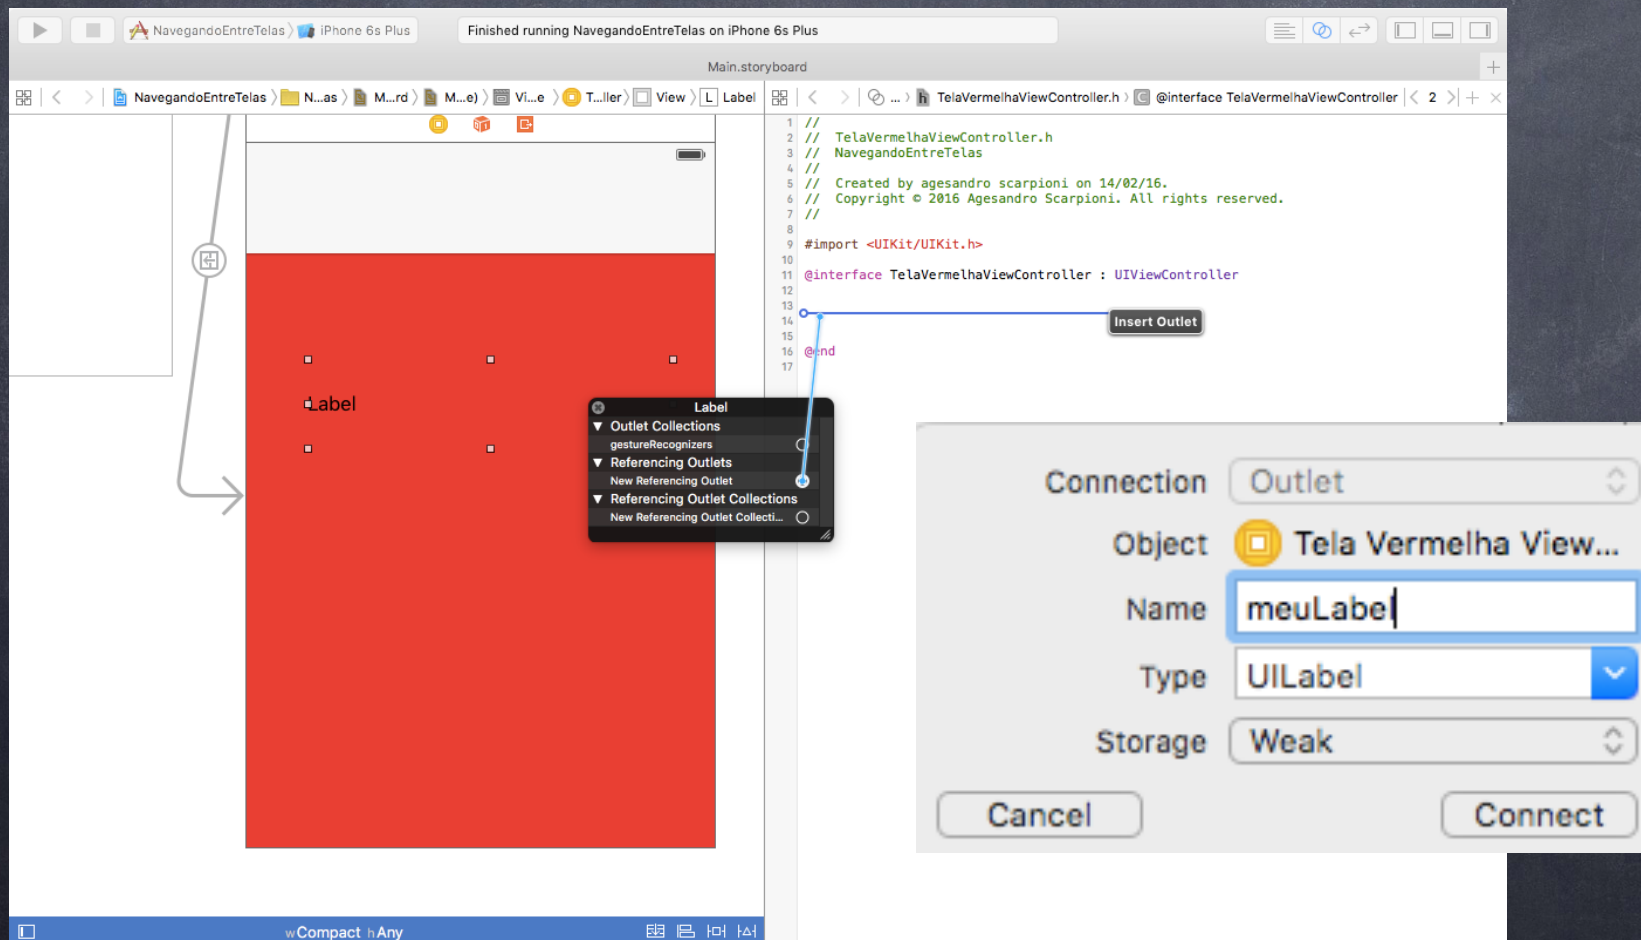 NavegandoEntreTelas 〉 iPhone 6s Plus
Finished running NavegandoEntreTelas on iPhone 6s Plus
Main.storyboard
NavegandoEntreTelas 〉 N...as 〉 M...rd 〉 M...e) 〉 Vi...e 〉 T...ller 〉 View 〉 L Label
... 〉 h TelaVermelhaViewController.h 〉 C @interface TelaVermelhaViewController 〈 2 〉
1 //
2 // TelaVermelhaViewController.h
3 // NavegandoEntreTelas
4 //
5 // Created by agesandro scarpioni on 14/02/16.
6 // Copyright © 2016 Agesandro Scarpioni. All rights reserved.
7 //
8
9 #import <UIKit/UIKit.h>
10
11 @interface TelaVermelhaViewController : UIViewController
12
13
14
Insert Outlet
15
16 @end
17
Label
Label
Outlet Collections
gestureRecognizers
Referencing Outlets
New Referencing Outlet
Referencing Outlet Collections
New Referencing Outlet Collecti...
Connection Outlet
Object Tela Vermelha View...
Name meuLabel
Type UILabel
Storage Weak
Cancel Connect
wCompact hAny